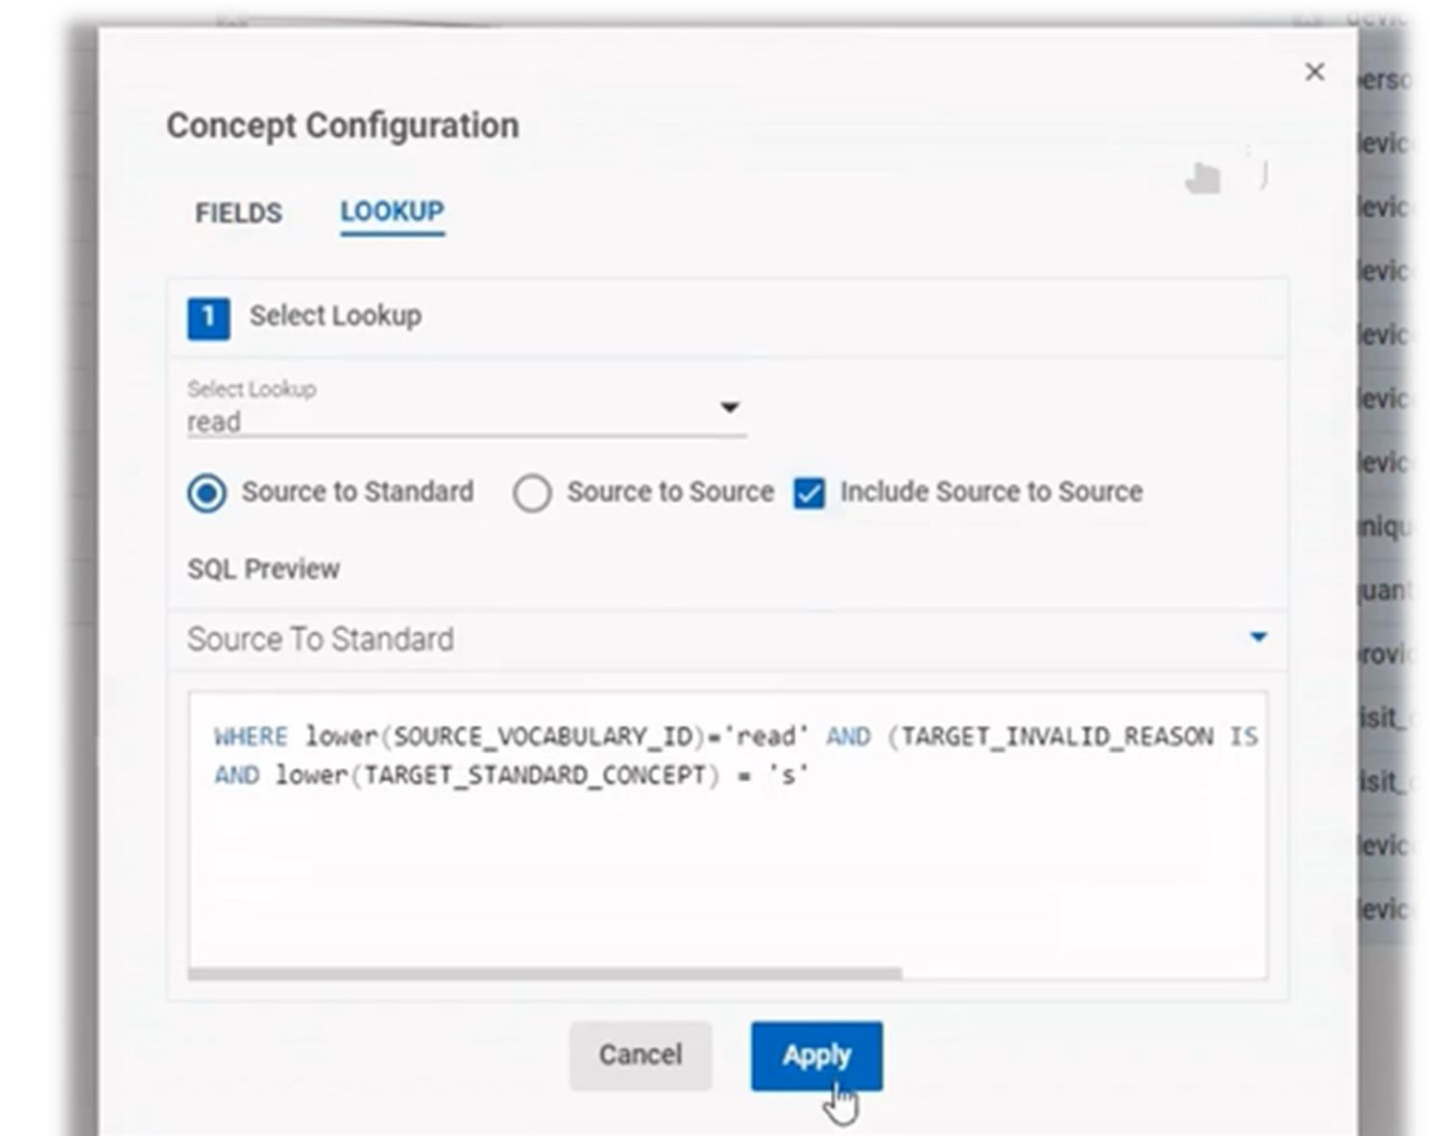 ×
Concept Configuration
FIELDS LOOKUP
1 Select Lookup
Select Lookup
read
Source to Standard Source to Source Include Source to Source
SQL Preview
Source To Standard
WHERE lower(SOURCE_VOCABULARY_ID)='read' AND (TARGET_INVALID_REASON IS
AND lower(TARGET_STANDARD_CONCEPT) = 's'
Cancel Apply